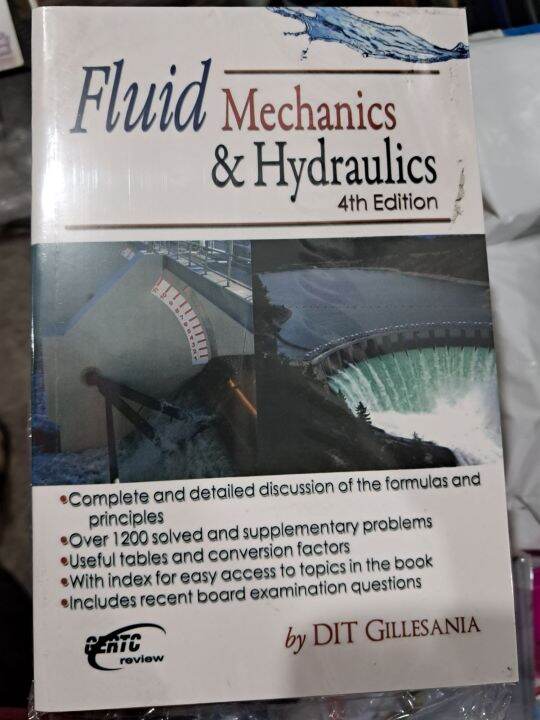 Fluid Mechanics
& Hydraulics
4th Edition
•Complete and detailed discussion of the formulas and
principles
•Over 1200 solved and supplementary problems
•Useful tables and conversion factors
•With index for easy access to topics in the book
•Includes recent board examination questions
GERTC
review
by DIT GILLESANIA